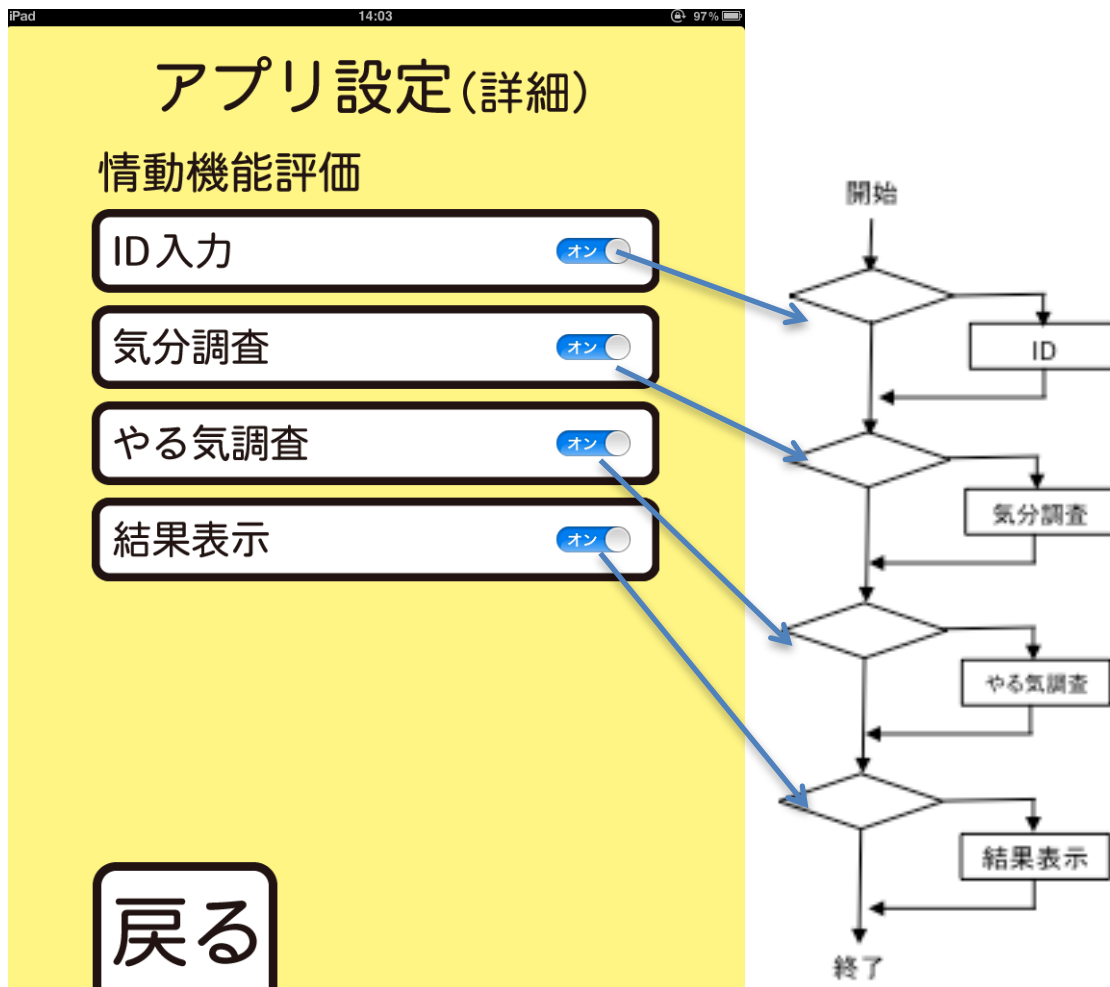 iPad 14:03 97%
アプリ設定(詳細)
情動機能評価
ID入力 オン
気分調査 オン
やる気調査 オン
結果表示 オン
戻る
開始
ID
気分調査
やる気調査
結果表示
終了